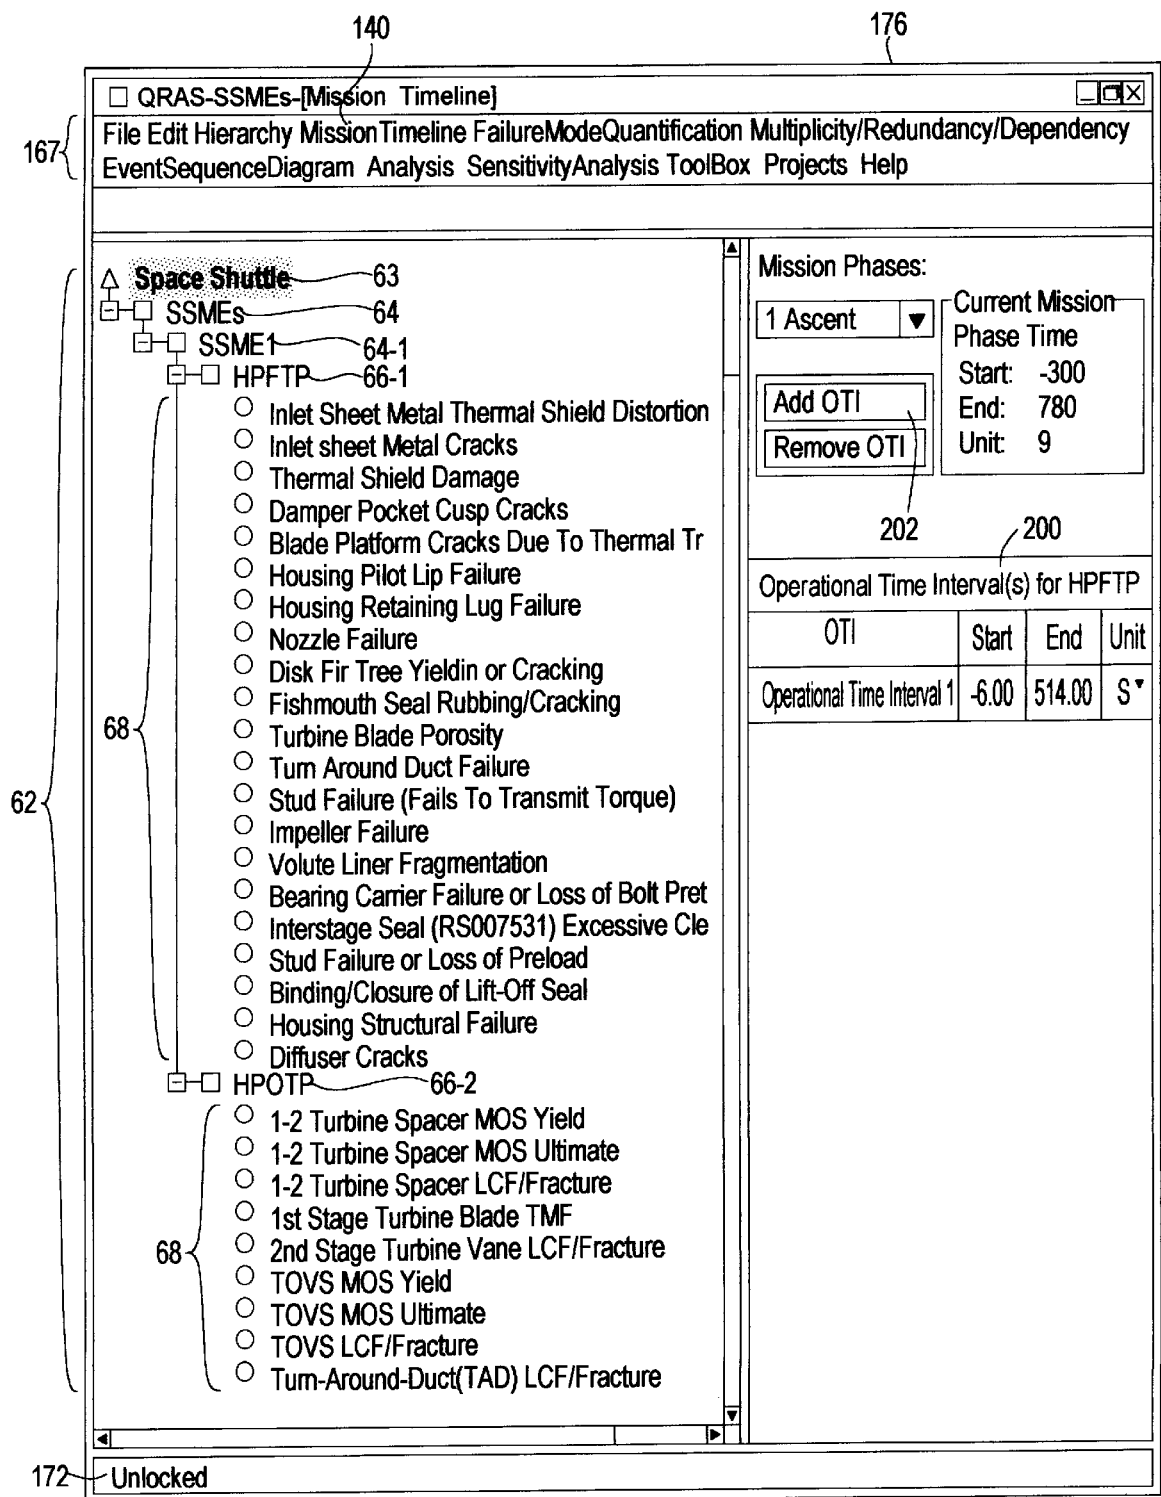 140
176
QRAS-SSMEs-[Mission Timeline]
167
File Edit Hierarchy MissionTimeline FailureModeQuantification Multiplicity/Redundancy/Dependency
EventSequenceDiagram Analysis SensitivityAnalysis ToolBox Projects Help
62
Space Shuttle 63
SSMEs 64
SSME1 64-1
HPFTP 66-1
68
Inlet Sheet Metal Thermal Shield Distortion
Inlet sheet Metal Cracks
Thermal Shield Damage
Damper Pocket Cusp Cracks
Blade Platform Cracks Due To Thermal Tr
Housing Pilot Lip Failure
Housing Retaining Lug Failure
Nozzle Failure
Disk Fir Tree Yieldin or Cracking
Fishmouth Seal Rubbing/Cracking
Turbine Blade Porosity
Turn Around Duct Failure
Stud Failure (Fails To Transmit Torque)
Impeller Failure
Volute Liner Fragmentation
Bearing Carrier Failure or Loss of Bolt Pret
Interstage Seal (RS007531) Excessive Cle
Stud Failure or Loss of Preload
Binding/Closure of Lift-Off Seal
Housing Structural Failure
Diffuser Cracks
HPOTP 66-2
68
1-2 Turbine Spacer MOS Yield
1-2 Turbine Spacer MOS Ultimate
1-2 Turbine Spacer LCF/Fracture
1st Stage Turbine Blade TMF
2nd Stage Turbine Vane LCF/Fracture
TOVS MOS Yield
TOVS MOS Ultimate
TOVS LCF/Fracture
Turn-Around-Duct(TAD) LCF/Fracture
Mission Phases:
1 Ascent
Add OTI
Remove OTI
202
Current Mission
Phase Time
Start: -300
End: 780
Unit: 9
200
Operational Time Interval(s) for HPFTP
OTI Start End Unit
Operational Time Interval 1 -6.00 514.00 S
172
Unlocked